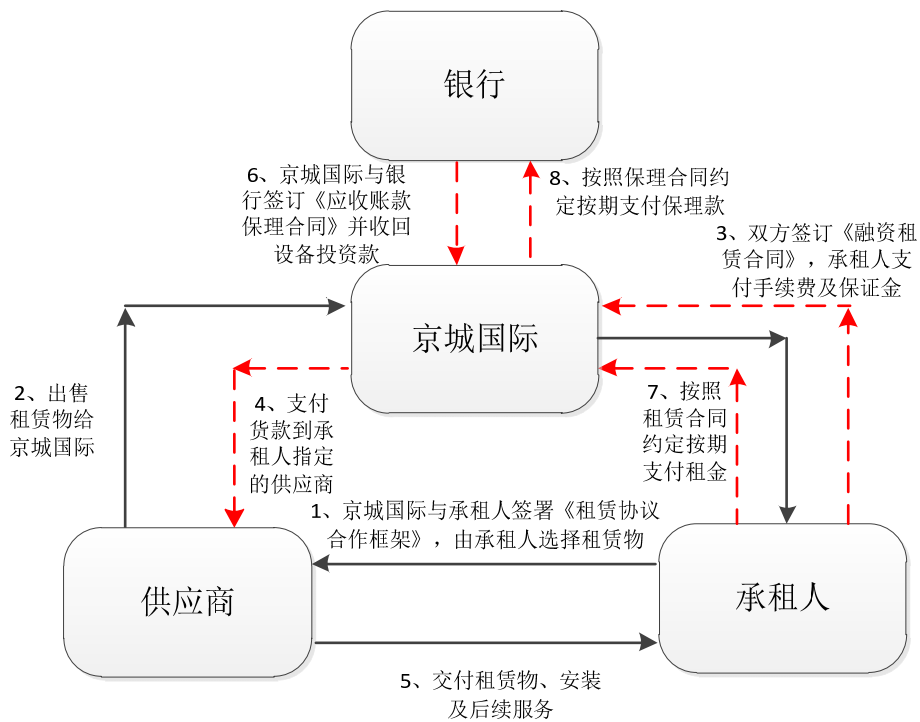 银行
6、京城国际与银
行签订《应收账款
保理合同》并收回
设备投资款
8、按照保理合同约
定按期支付保理款
3、双方签订《融资租
赁合同》，承租人支
付手续费及保证金
京城国际
2、出售
租赁物给
京城国际
4、支付
货款到承
租人指定
的供应商
7、按照
租赁合同
约定按期
支付租金
1、京城国际与承租人签署《租赁协议
合作框架》，由承租人选择租赁物
供应商
承租人
5、交付租赁物、安装
及后续服务